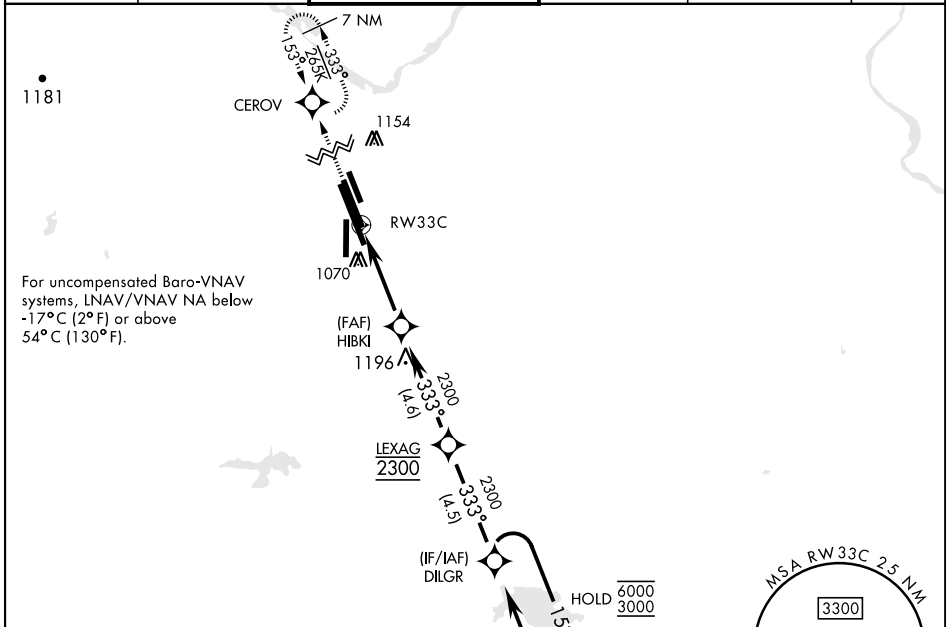 7 NM
153°
265K
333°
1181
CEROV
1154
RW33C
1070
For uncompensated Baro-VNAV
systems, LNAV/VNAV NA below
-17°C (2°F) or above
54°C (130°F).
(FAF)
HIBKI
1196
2300
333°
(4.6)
LEXAG
2300
2300
333°
(4.5)
(IF/IAF)
DILGR
HOLD 6000
3000
MSA RW33C 25 NM
3300